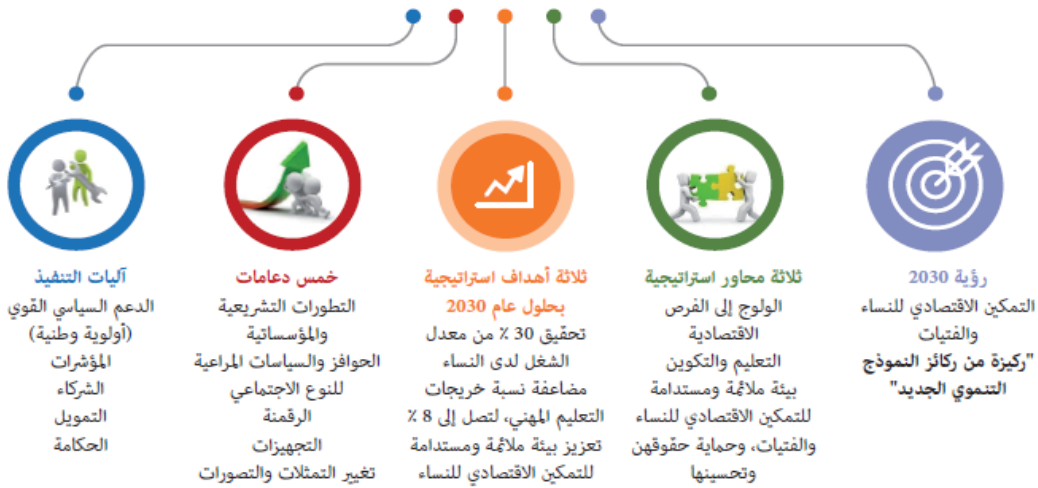 رؤية 2030
التمكين الاقتصادي للنساء
والفتيات
"ركيزة من ركائز النموذج
التنموي الجديد"
ثلاثة محاور استراتيجية
الولوج إلى الفرص
الاقتصادية
التعليم والتكوين
بيئة ملائمة ومستدامة
للتمكين الاقتصادي للنساء
والفتيات، وحماية حقوقهن
وتحسينها
ثلاثة أهداف استراتيجية
بحلول عام 2030
تحقيق 30 ٪ من معدل
الشغل لدى النساء
مضاعفة نسبة خريجات
التعليم المهني، لتصل إلى 8 ٪
تعزيز بيئة ملائمة ومستدامة
للتمكين الاقتصادي للنساء
خمس دعامات
التطورات التشريعية
والمؤسساتية
الحوافز والسياسات المراعية
للنوع الاجتماعي
الرقمنة
التجهيزات
تغيير التمثلات والتصورات
آليات التنفيذ
الدعم السياسي القوي
(أولوية وطنية)
المؤشرات
الشركاء
التمويل
الحكامة